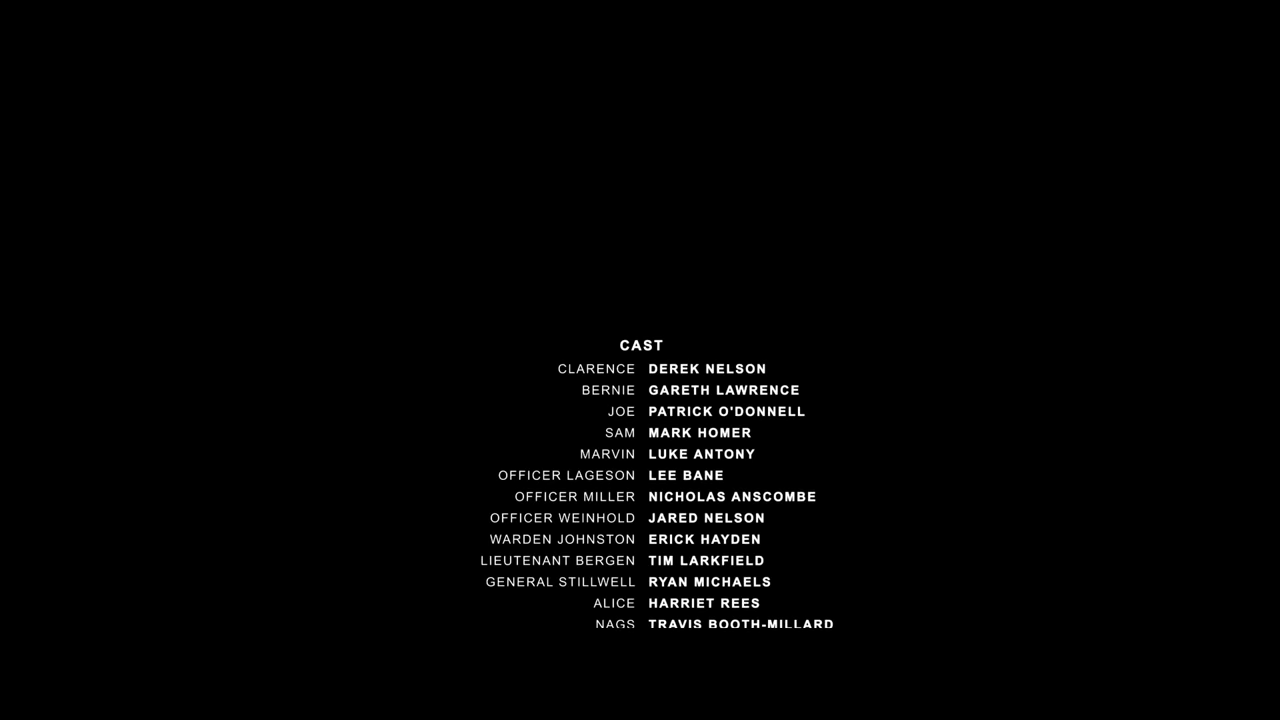 CAST
CLARENCE DEREK NELSON
BERNIE GARETH LAWRENCE
JOE PATRICK O'DONNELL
SAM MARK HOMER
MARVIN LUKE ANTONY
OFFICER LAGESON LEE BANE
OFFICER MILLER NICHOLAS ANSCOMBE
OFFICER WEINHOLD JARED NELSON
WARDEN JOHNSTON ERICK HAYDEN
LIEUTENANT BERGEN TIM LARKFIELD
GENERAL STILLWELL RYAN MICHAELS
ALICE HARRIET REES
NAGS TRAVIS BOOTH-MILLARD